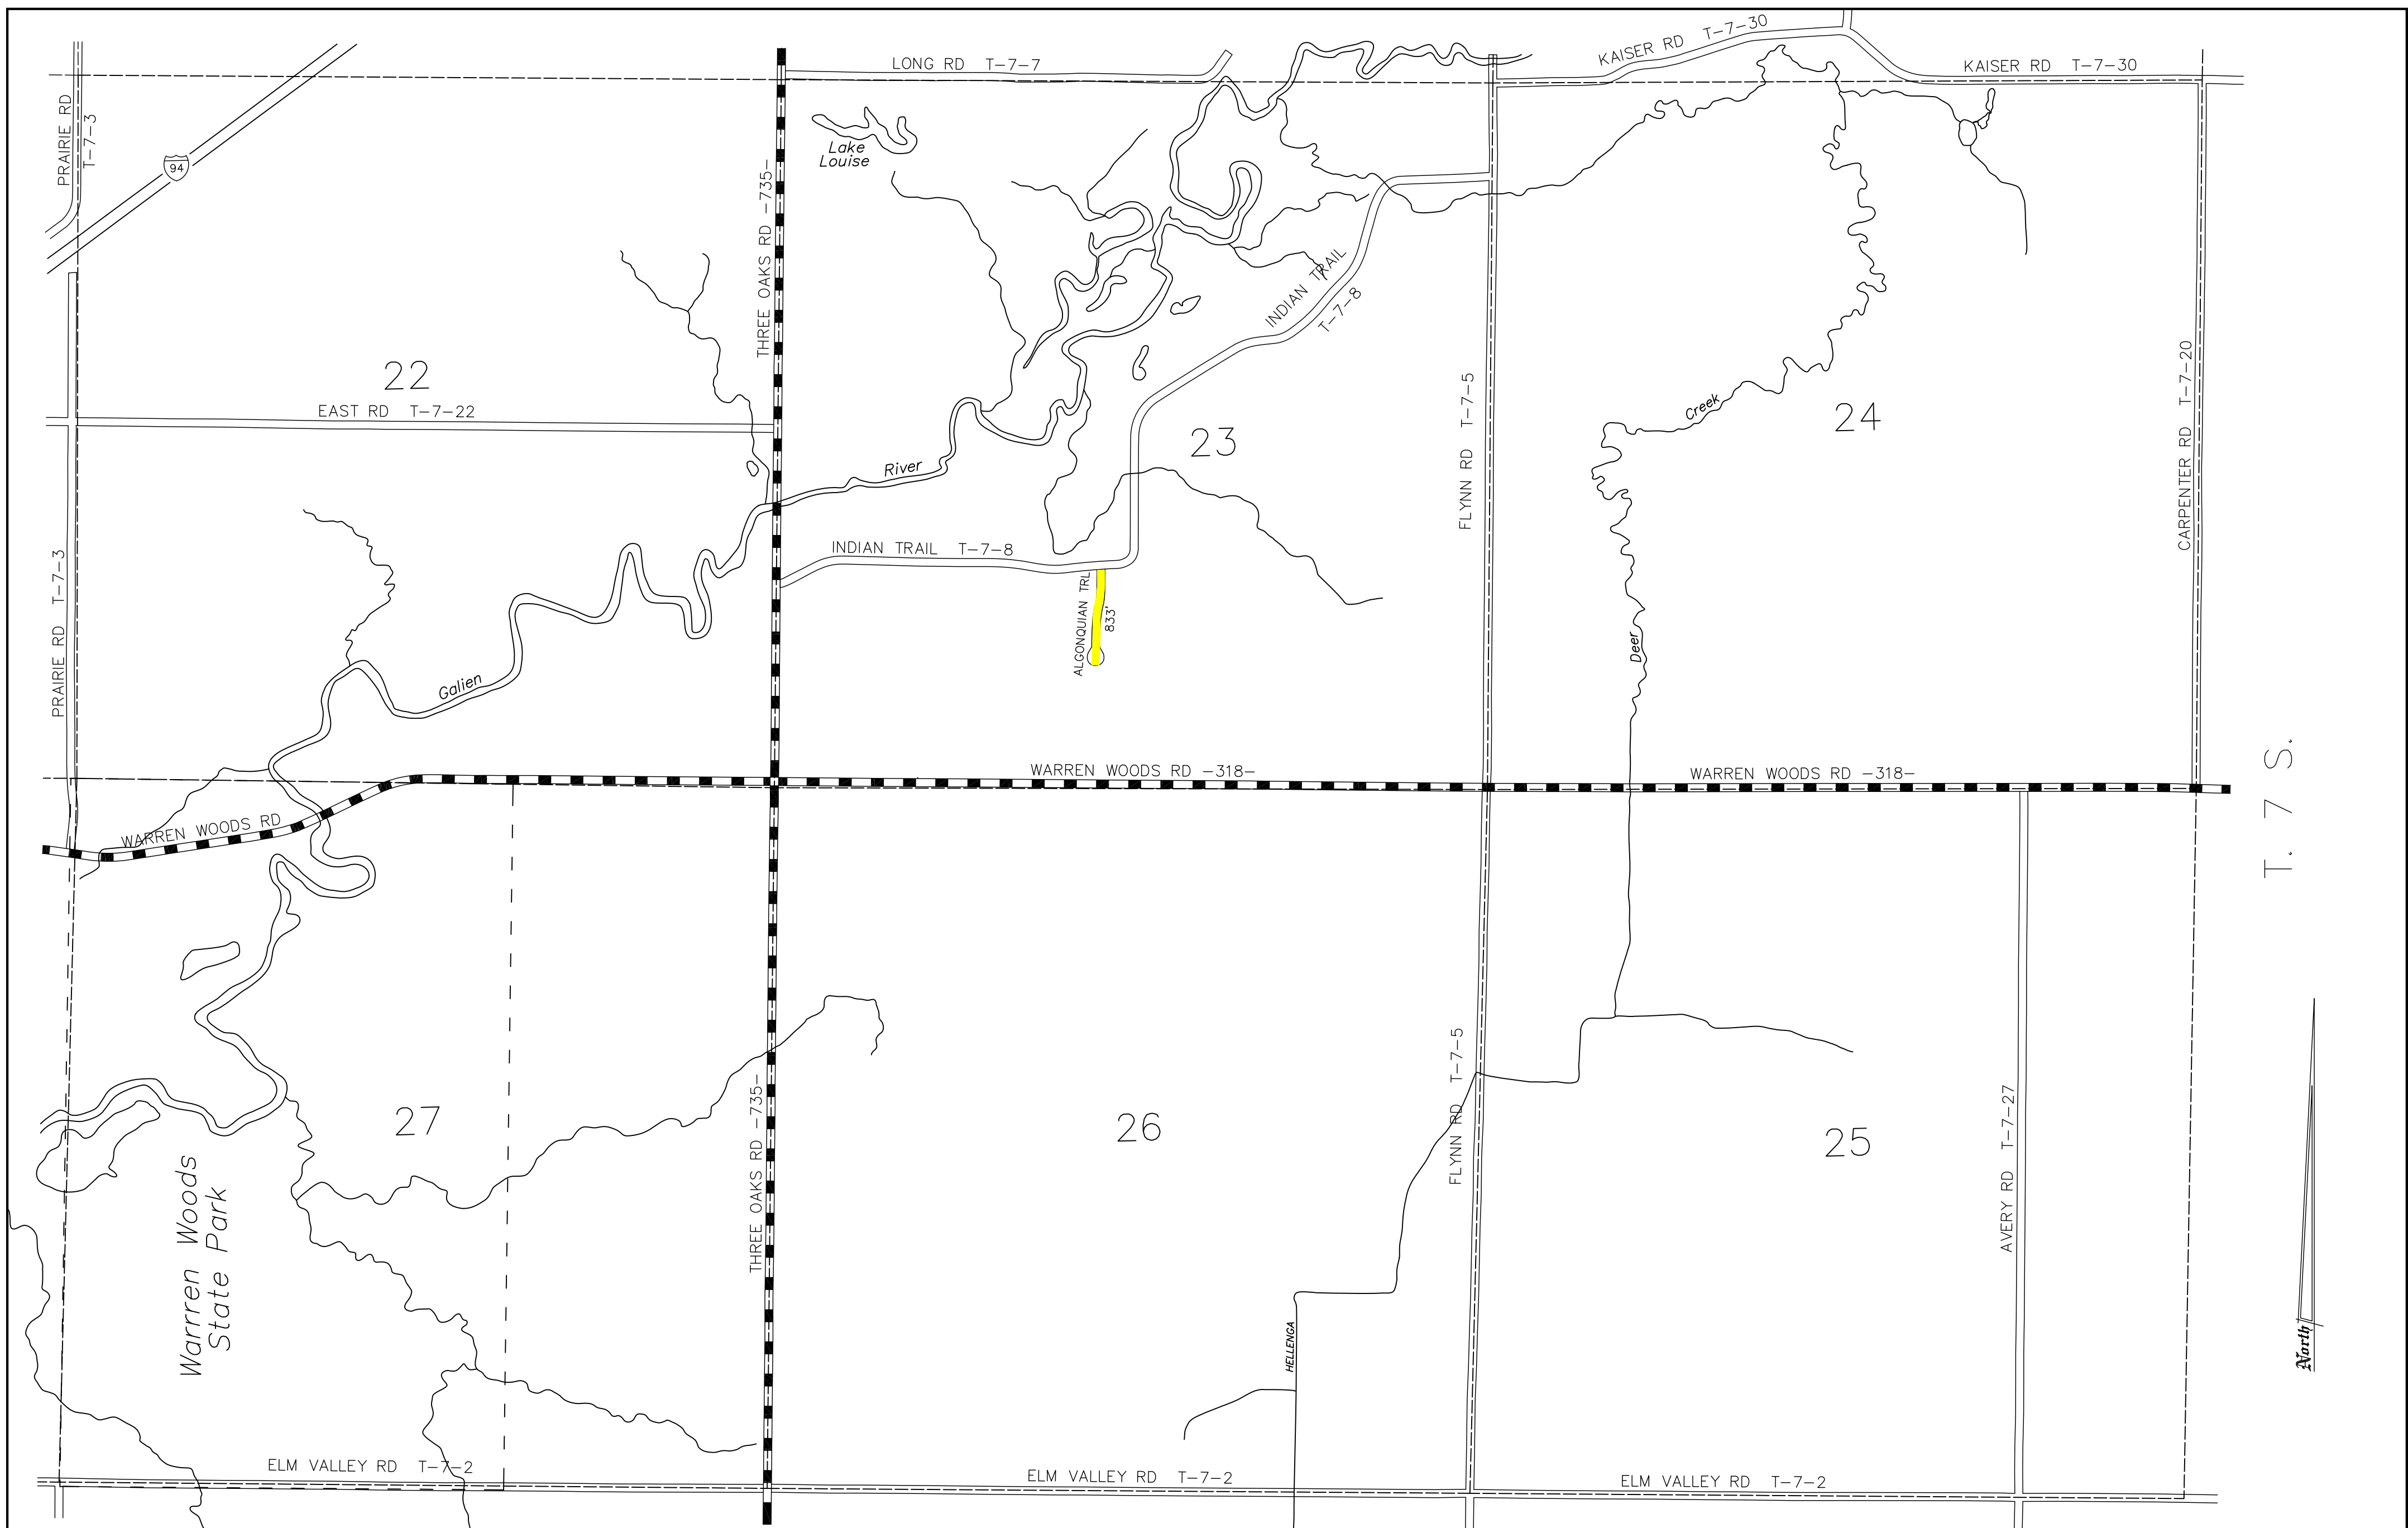 LONG RD T-7-7
KAISER RD T-7-30
KAISER RD T-7-30
PRAIRIE RD
T-7-3
94
Lake
Louise
THREE OAKS RD -735-
INDIAN TRAIL
T-7-8
22
EAST RD T-7-22
23
FLYNN RD T-7-5
24
Creek
CARPENTER RD T-7-20
River
INDIAN TRAIL T-7-8
PRAIRIE RD T-7-3
ALGONQUIAN TRL
833'
Deer
Galien
WARREN WOODS RD -318-
WARREN WOODS RD -318-
WARREN WOODS RD
T. 7 S.
27
26
25
THREE OAKS RD -735-
FLYNN RD T-7-5
AVERY RD T-7-27
Warren Woods
State Park
HELLENGA
North
ELM VALLEY RD T-7-2
ELM VALLEY RD T-7-2
ELM VALLEY RD T-7-2